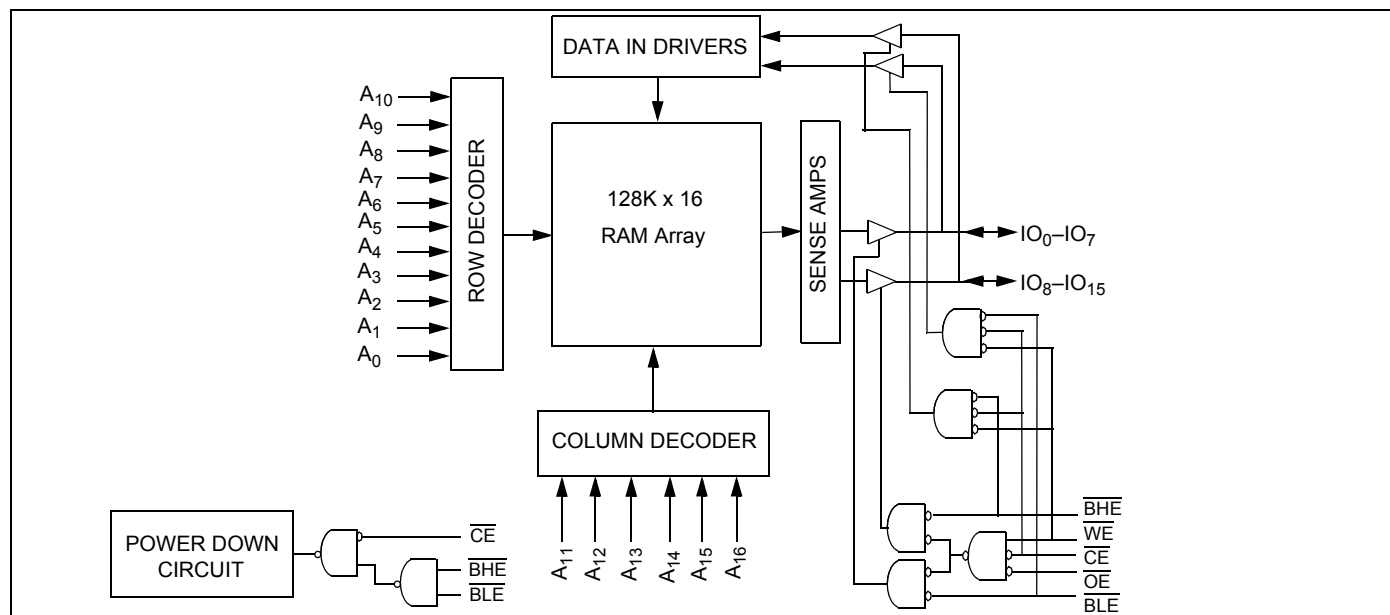 DATA IN DRIVERS
A10
A9
A8
A7
A6
A5
A4
A3
A2
A1
A0
ROW DECODER
128K x 16
RAM Array
SENSE AMPS
IO0–IO7
IO8–IO15
COLUMN DECODER
A11
A12
A13
A14
A15
A16
POWER DOWN
CIRCUIT
CE
BHE
BLE
BHE
WE
CE
OE
BLE